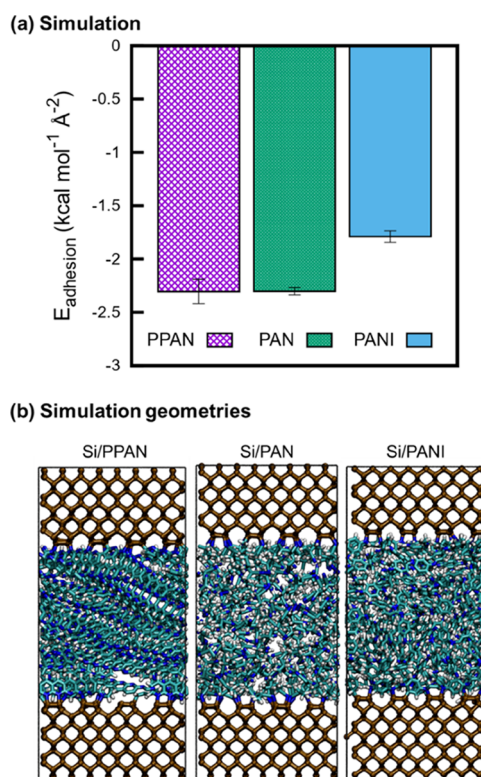 (a) Simulation
0
-0.5
-1
-1.5
-2
-2.5
-3
E_adhesion (kcal mol⁻¹ Å⁻²)
PPAN PAN PANI
(b) Simulation geometries
Si/PPAN Si/PAN Si/PANI